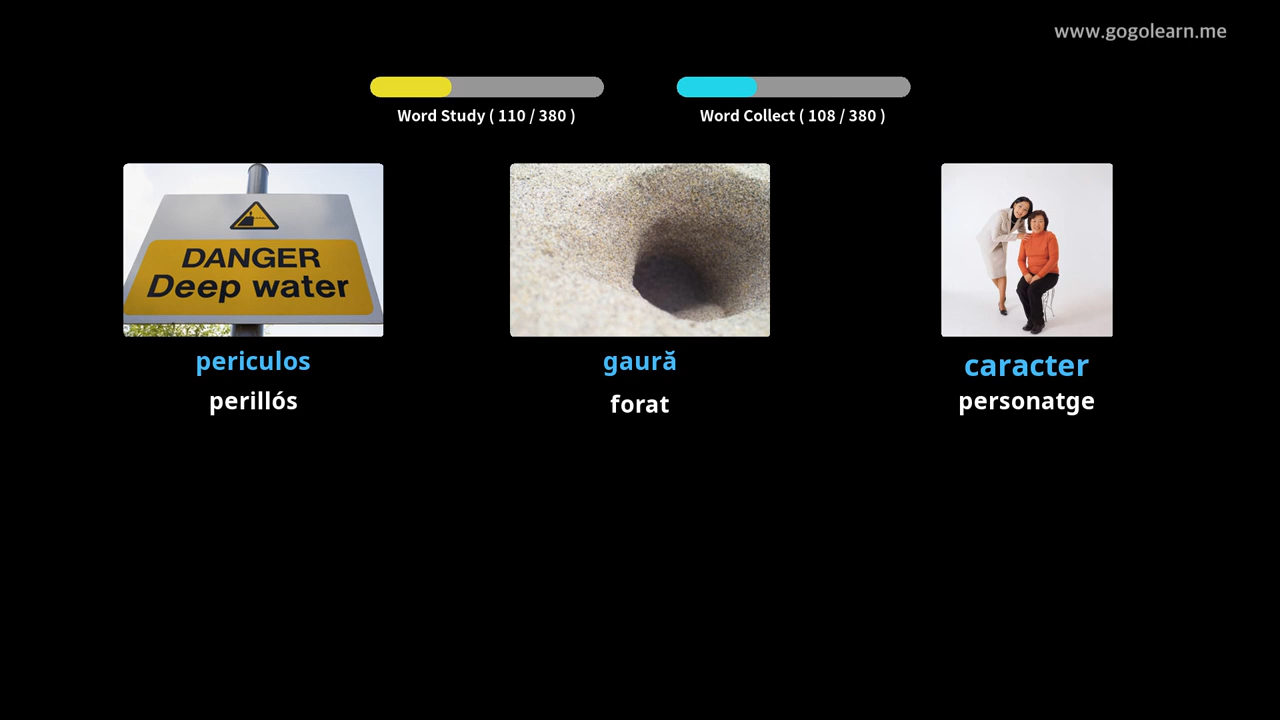 www.gogolearn.me
Word Study ( 110 / 380 )
Word Collect ( 108 / 380 )
DANGER
Deep water
periculos
gaură
caracter
perillós
forat
personatge